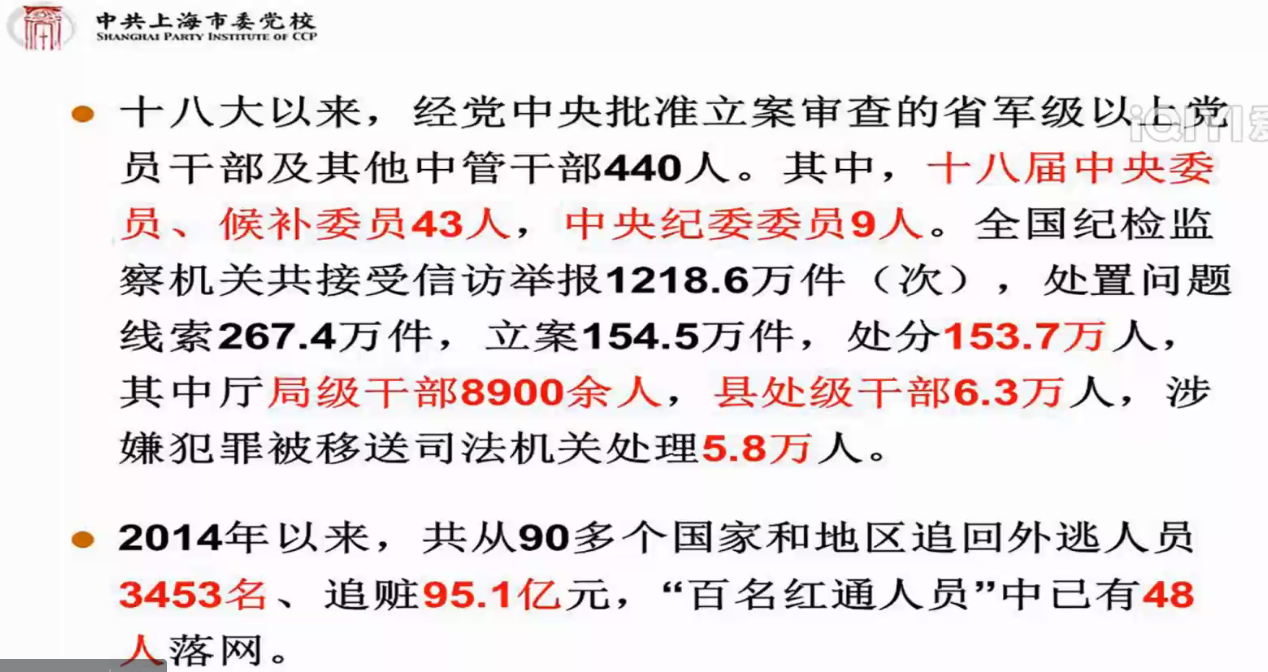 中共上海市委党校
SHANGHAI PARTY INSTITUTE OF CCP
十八大以来，经党中央批准立案审查的省军级以上党
员干部及其他中管干部440人。其中，十八届中央委
员、候补委员43人，中央纪委委员9人。全国纪检监
察机关共接受信访举报1218.6万件（次），处置问题
线索267.4万件，立案154.5万件，处分153.7万人，
其中厅局级干部8900余人，县处级干部6.3万人，涉
嫌犯罪被移送司法机关处理5.8万人。
2014年以来，共从90多个国家和地区追回外逃人员
3453名、追赃95.1亿元，“百名红通人员”中已有48
人落网。